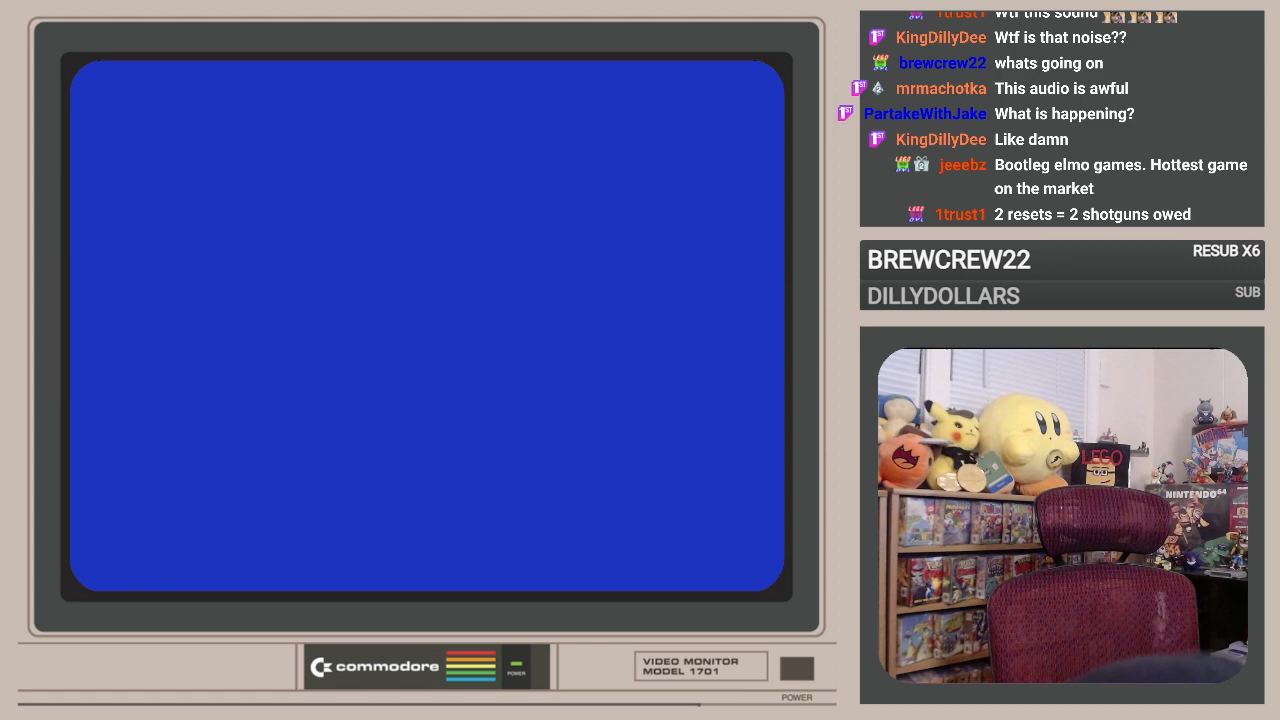 1trust1 Wtf this sound
KingDillyDee Wtf is that noise??
brewcrew22 whats going on
mrmachotka This audio is awful
PartakeWithJake What is happening?
KingDillyDee Like damn
jeeebz Bootleg elmo games. Hottest game
on the market
1trust1 2 resets = 2 shotguns owed
BREWCREW22 RESUB X6
DILLYDOLLARS SUB
LEGO
NINTENDO64
commodore
POWER
VIDEO MONITOR
MODEL 1701
POWER